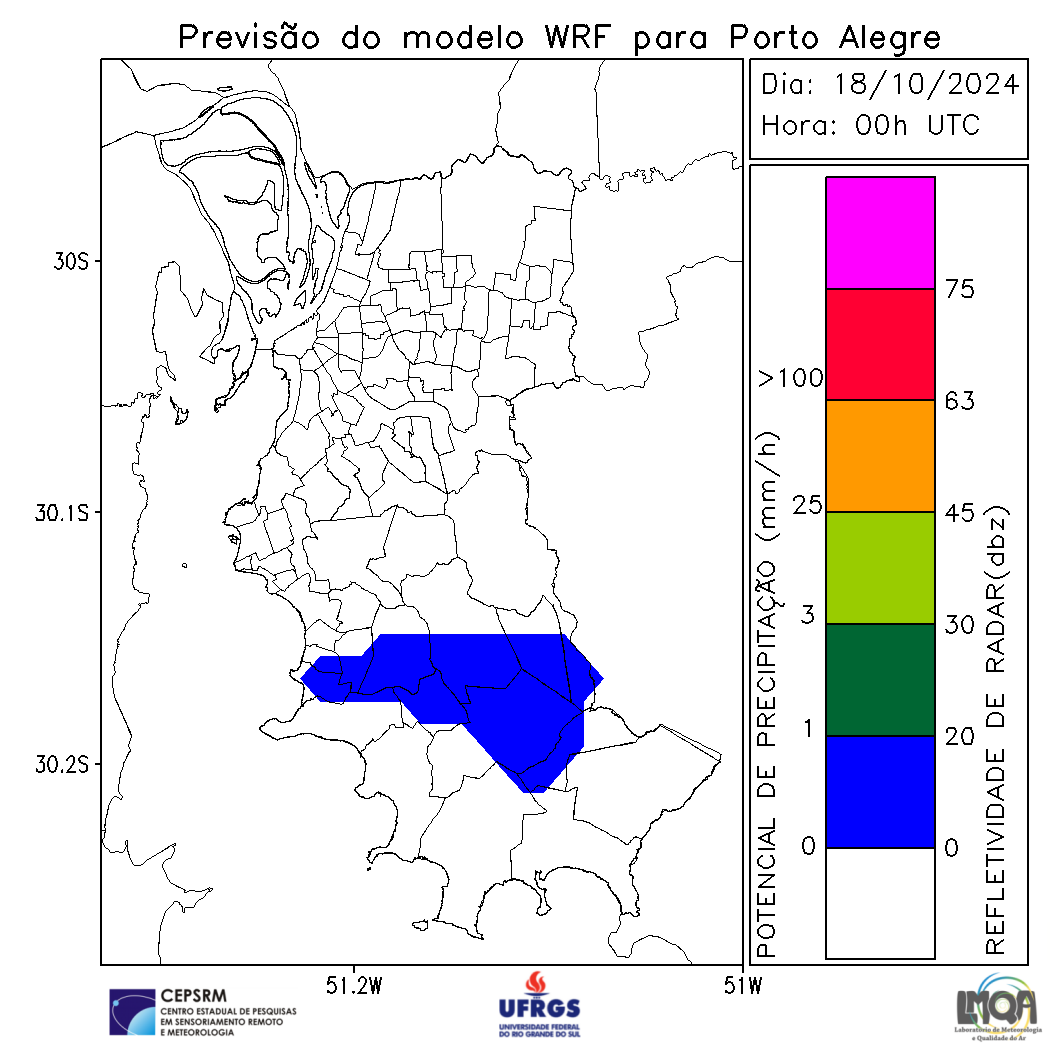 Previsão do modelo WRF para Porto Alegre
Dia: 18/10/2024
Hora: 00h UTC
30S
30.1S
30.2S
51.2W
51W
POTENCIAL DE PRECIPITAÇÃO (mm/h)
>100
25
3
1
0
75
63
45
30
20
0
REFLETIVIDADE DE RADAR(dbz)
CEPSRM
CENTRO ESTADUAL DE PESQUISAS
EM SENSORIAMENTO REMOTO
E METEOROLOGIA
UFRGS
UNIVERSIDADE FEDERAL
DO RIO GRANDE DO SUL
LMQA
Laboratório de Meteorologia
e Qualidade do Ar